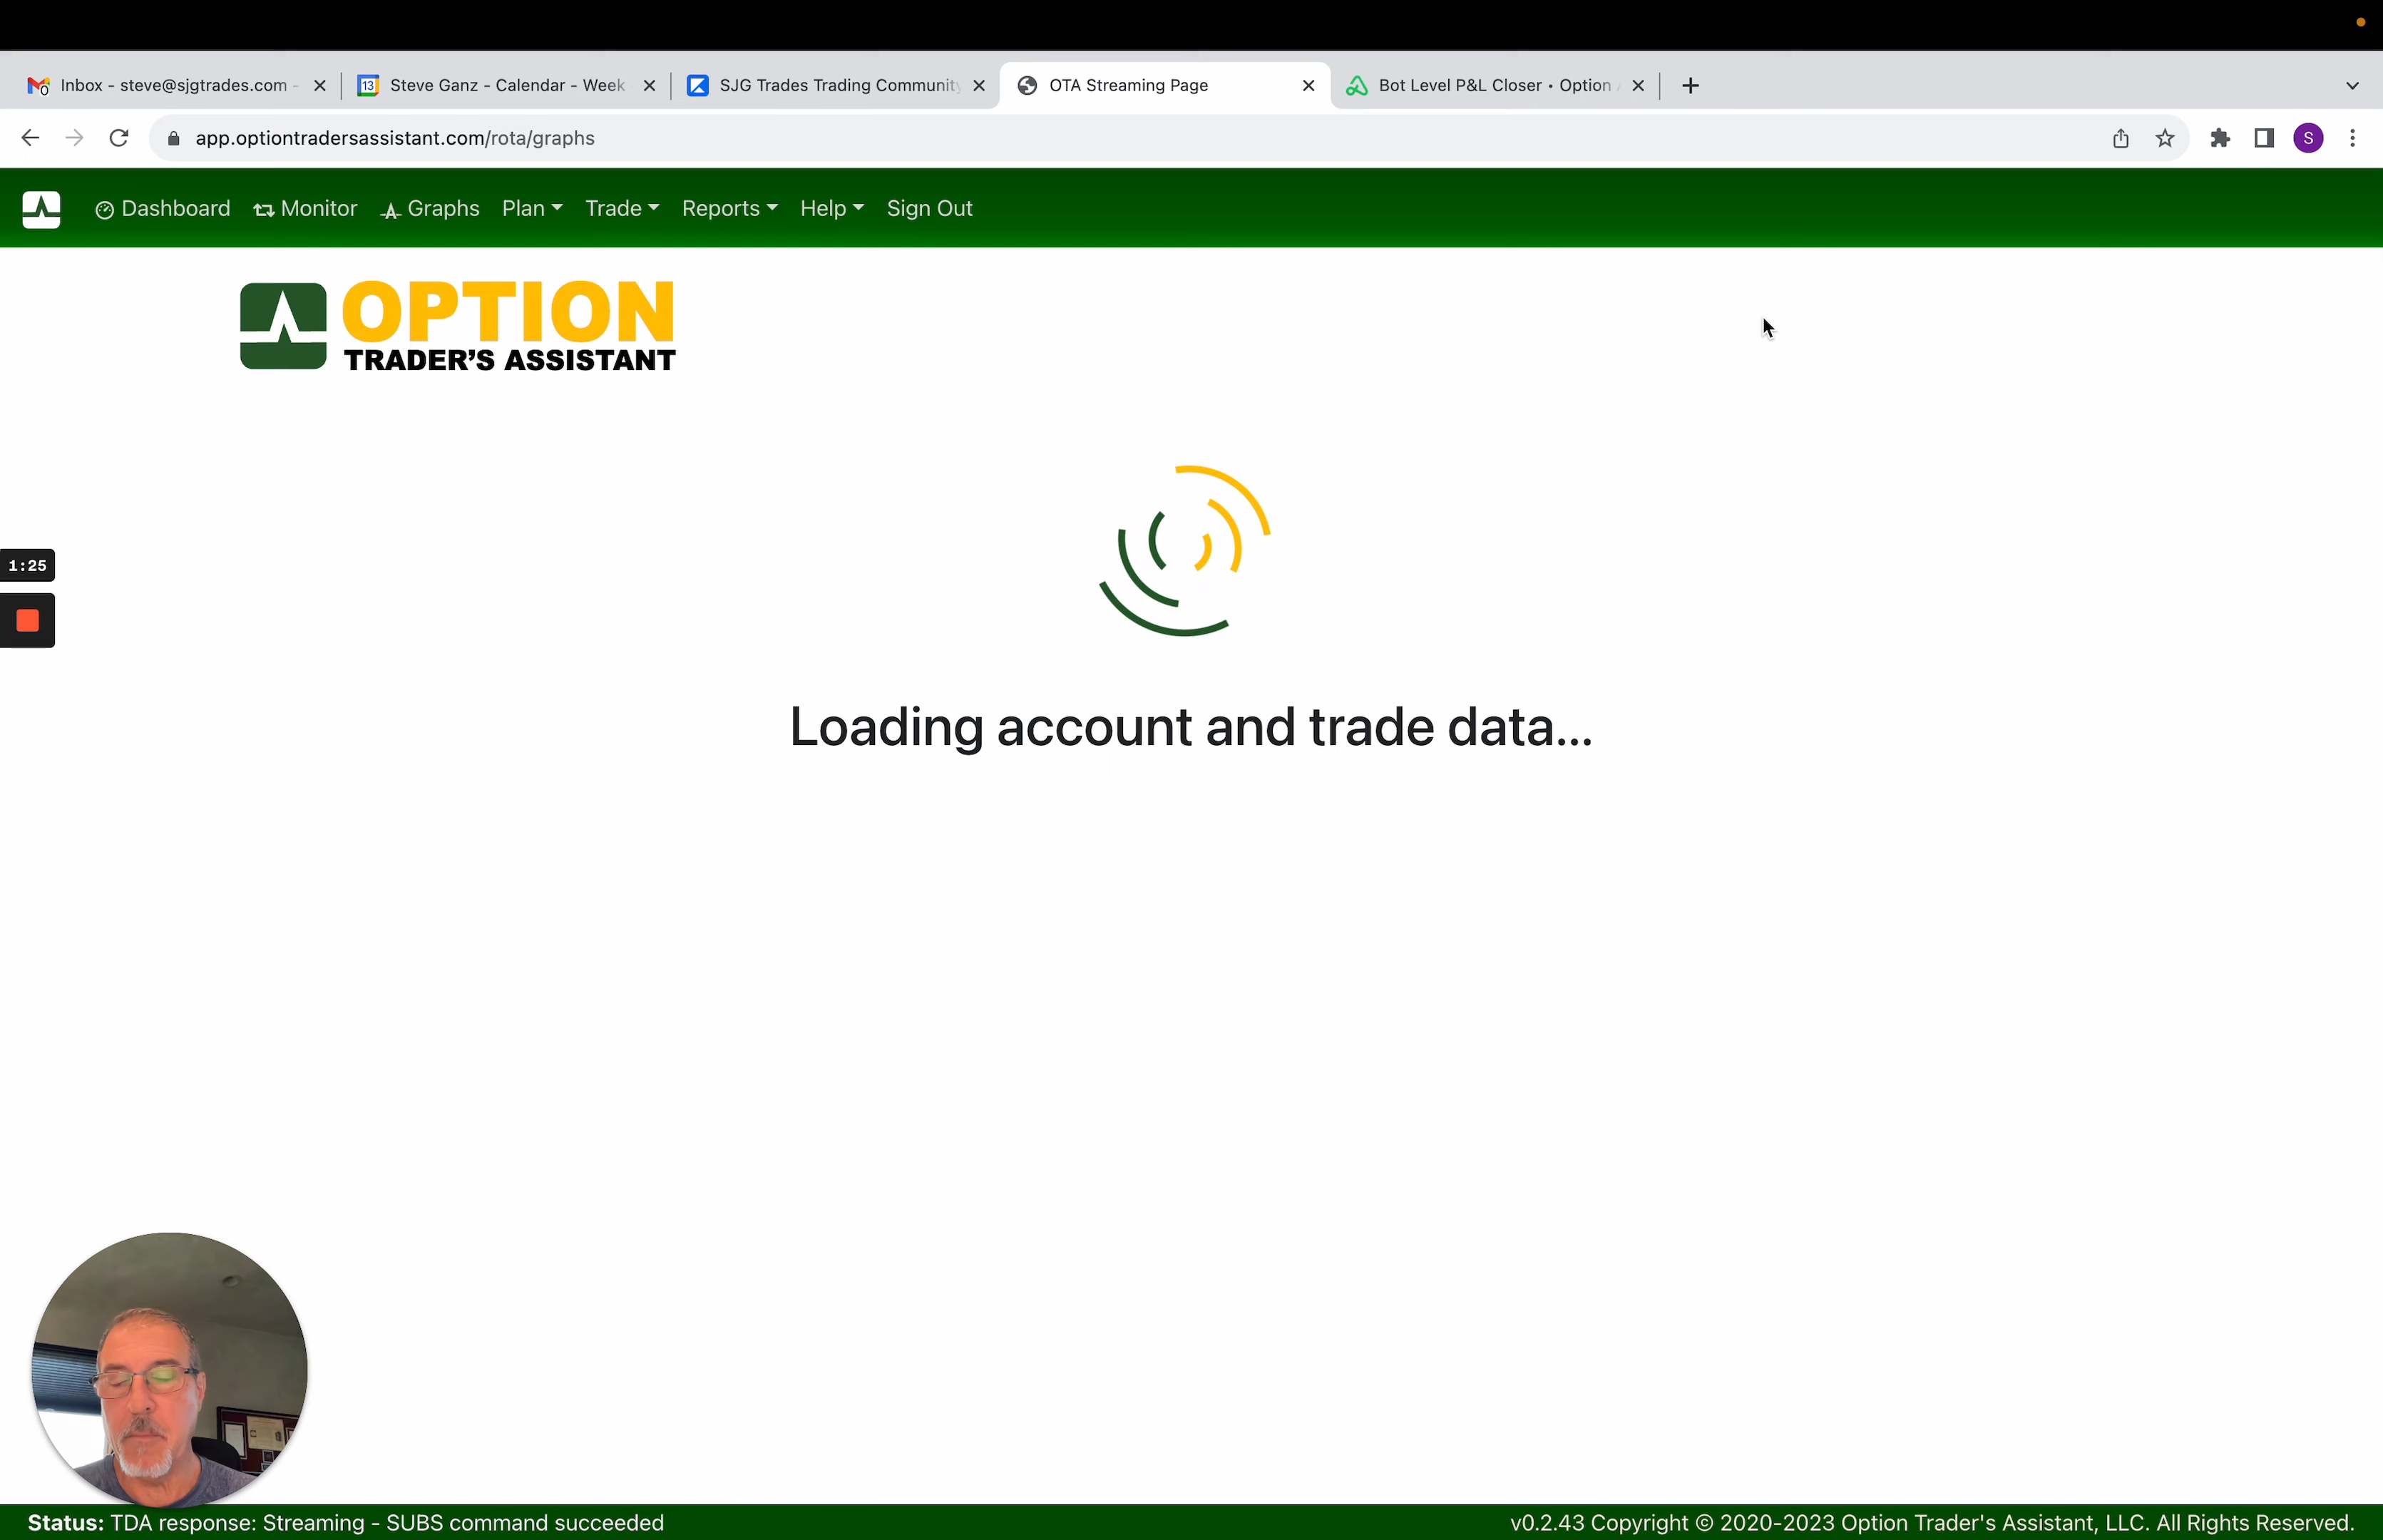 Inbox - steve@sjgtrades.com -
13
Steve Ganz - Calendar - Week
SJG Trades Trading Community
OTA Streaming Page
Bot Level P&L Closer • Option
app.optiontradersassistant.com/rota/graphs
S
Dashboard
Monitor
Graphs
Plan
Trade
Reports
Help
Sign Out
OPTION
TRADER'S ASSISTANT
1:25
Loading account and trade data...
Status: TDA response: Streaming - SUBS command succeeded
v0.2.43 Copyright © 2020-2023 Option Trader's Assistant, LLC. All Rights Reserved.